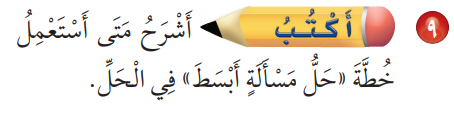 ٩ أَكْتُبُ أَشْرَحُ مَتَى أَسْتَعْمِلُ
خُطَّةَ «حَلُّ مَسْأَلَةٍ أَبْسَطَ» فِي الْحَلِّ.